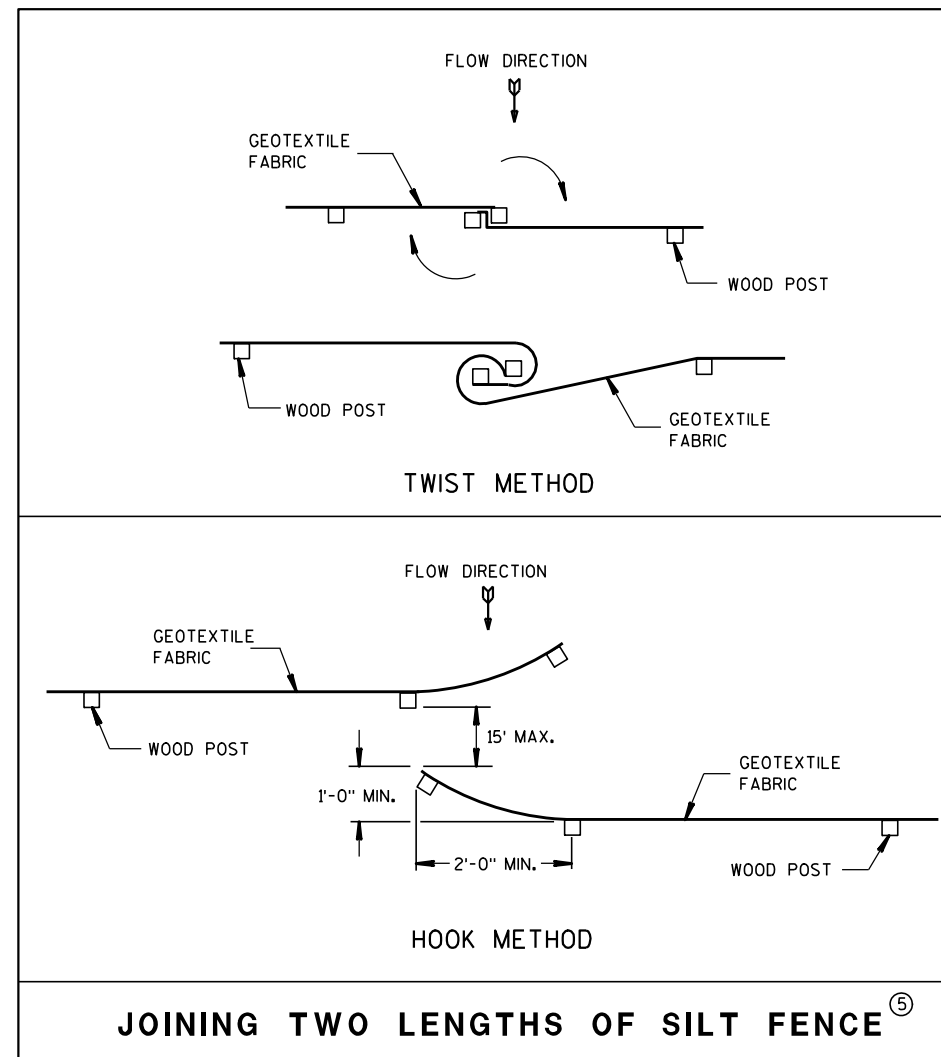 FLOW DIRECTION
GEOTEXTILE
FABRIC
WOOD POST
WOOD POST
GEOTEXTILE
FABRIC
TWIST METHOD
FLOW DIRECTION
GEOTEXTILE
FABRIC
WOOD POST
15' MAX.
GEOTEXTILE
FABRIC
1'-0" MIN.
2'-0" MIN.
WOOD POST
HOOK METHOD
JOINING TWO LENGTHS OF SILT FENCE ⑤